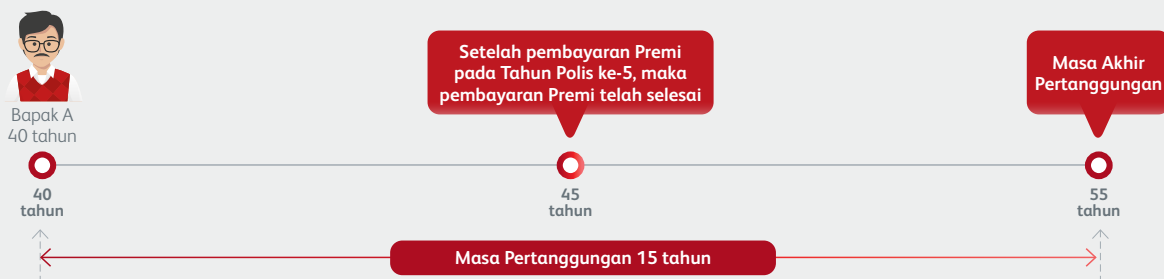 Setelah pembayaran Premi
pada Tahun Polis ke-5, maka
pembayaran Premi telah selesai
Masa Akhir
Pertanggungan
Bapak A
40 tahun
40
tahun
45
tahun
55
tahun
Masa Pertanggungan 15 tahun